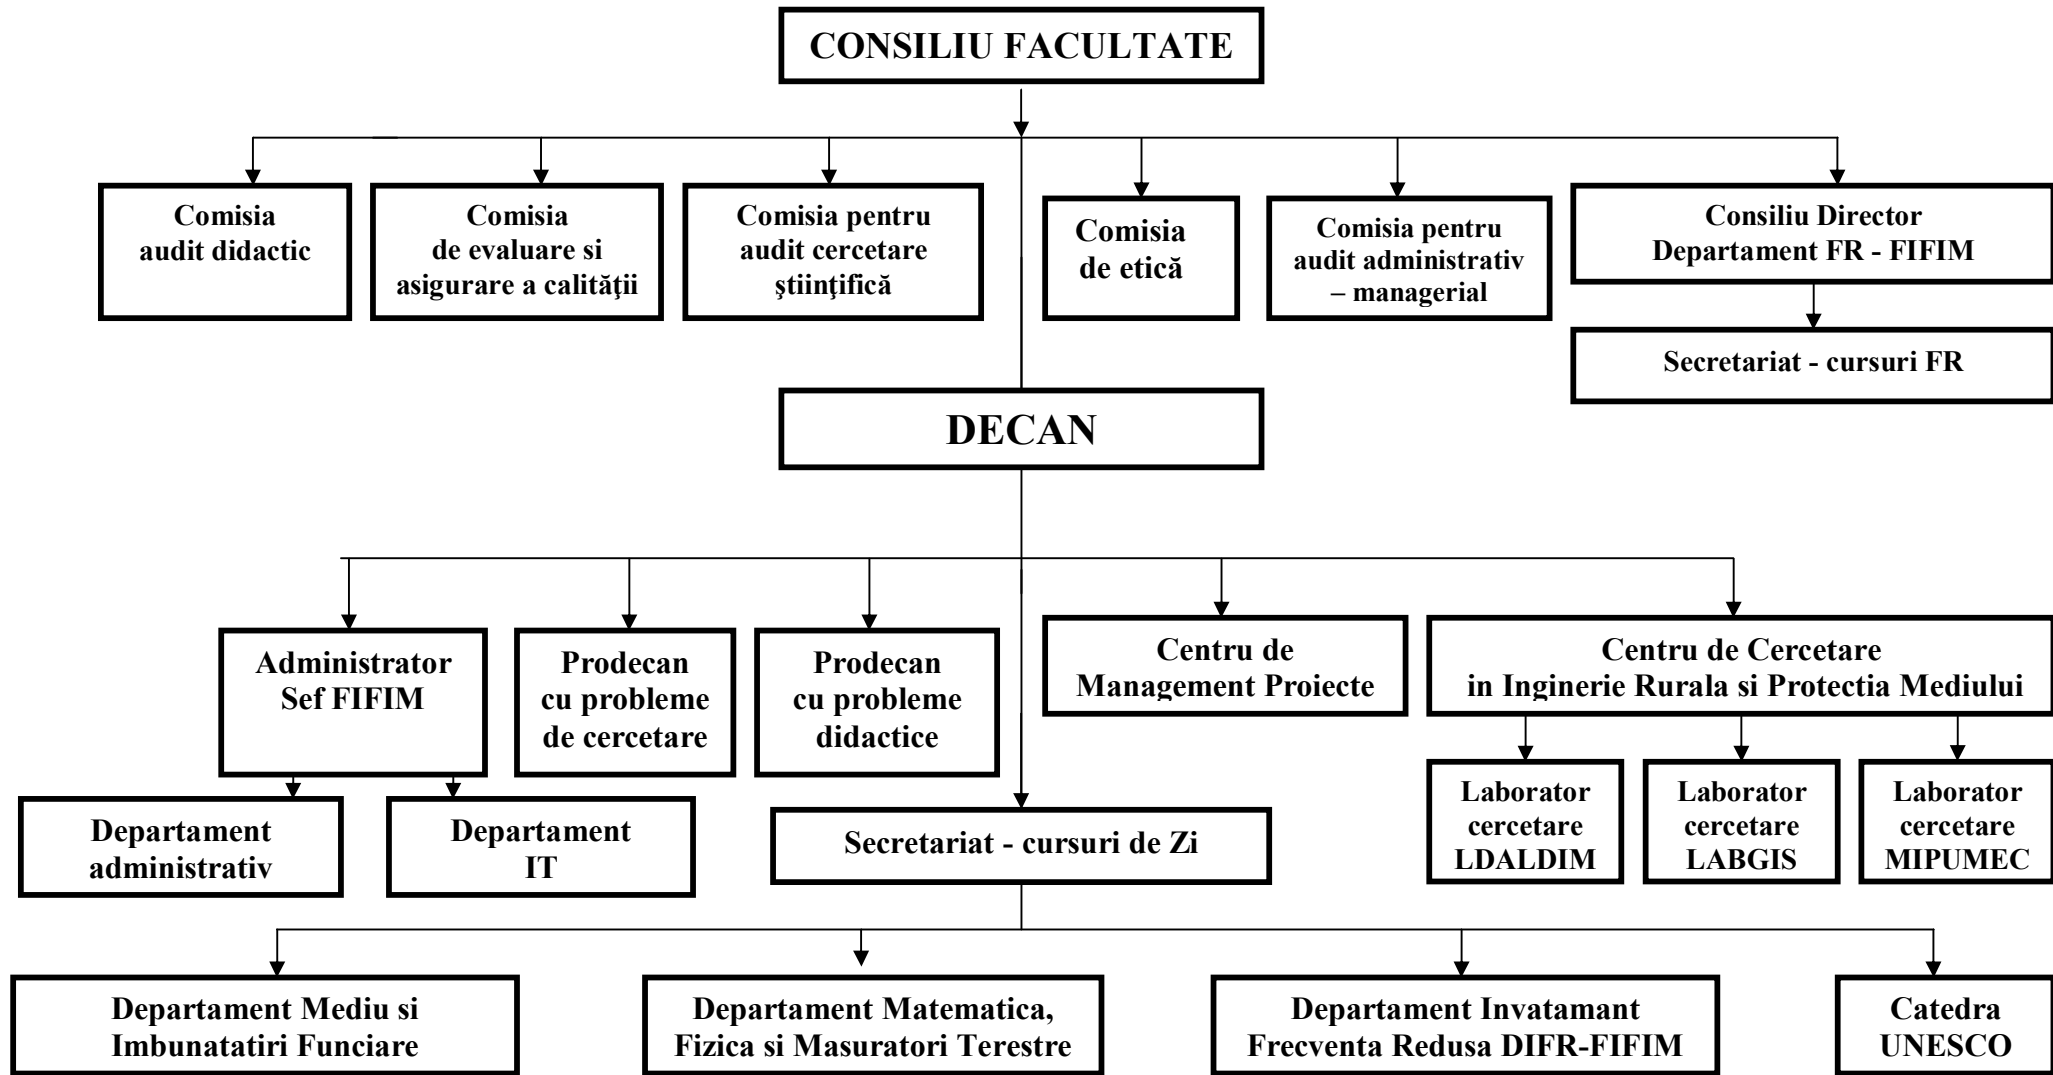 CONSILIU FACULTATE
Comisia
audit didactic
Comisia
de evaluare si
asigurare a calităţii
Comisia pentru
audit cercetare
ştiinţifică
Comisia
de etică
Comisia pentru
audit administrativ
– managerial
Consiliu Director
Departament FR - FIFIM
Secretariat - cursuri FR
DECAN
Administrator
Sef FIFIM
Prodecan
cu probleme
de cercetare
Prodecan
cu probleme
didactice
Centru de
Management Proiecte
Centru de Cercetare
in Inginerie Rurala si Protectia Mediului
Departament
administrativ
Departament
IT
Secretariat - cursuri de Zi
Laborator
cercetare
LDALDIM
Laborator
cercetare
LABGIS
Laborator
cercetare
MIPUMEC
Departament Mediu si
Imbunatatiri Funciare
Departament Matematica,
Fizica si Masuratori Terestre
Departament Invatamant
Frecventa Redusa DIFR-FIFIM
Catedra
UNESCO